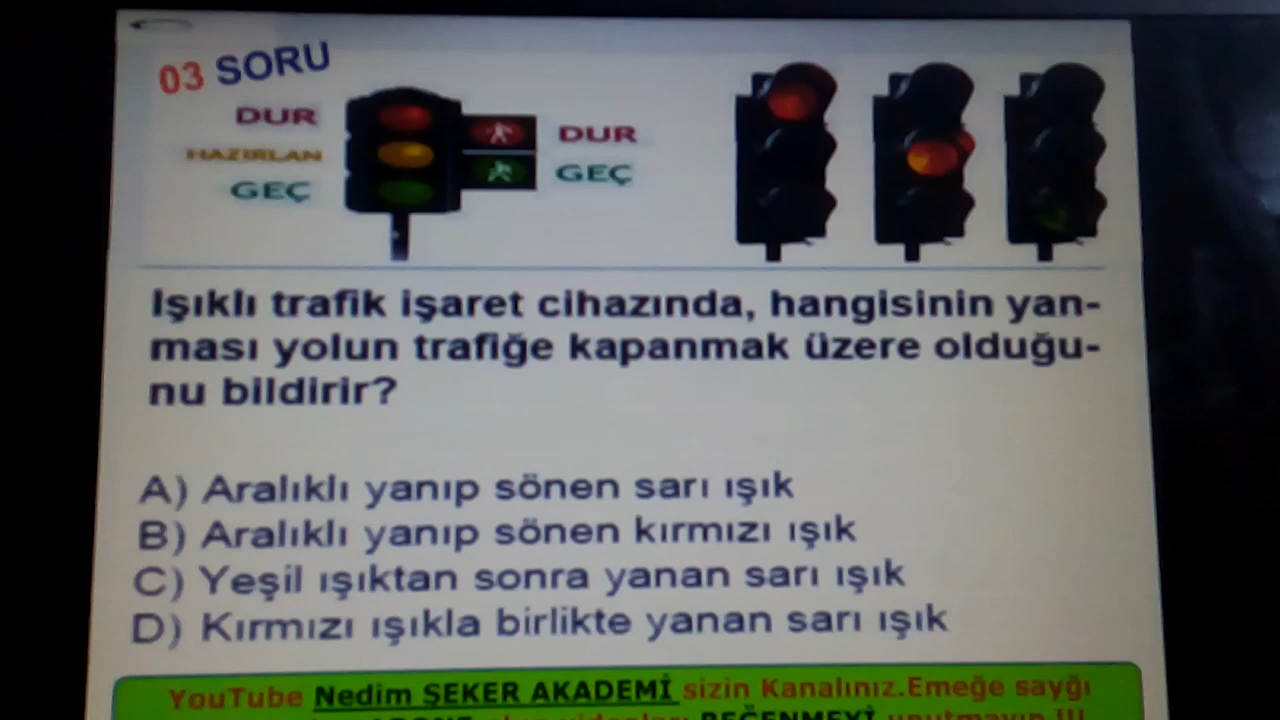 03 SORU
DUR
HAZIRLAN
GEÇ
DUR
GEÇ
Işıklı trafik işaret cihazında, hangisinin yan-
ması yolun trafiğe kapanmak üzere olduğu-
nu bildirir?
A) Aralıklı yanıp sönen sarı ışık
B) Aralıklı yanıp sönen kırmızı ışık
C) Yeşil ışıktan sonra yanan sarı ışık
D) Kırmızı ışıkla birlikte yanan sarı ışık
YouTube Nedim ŞEKER AKADEMİ sizin Kanalınız.Emeğe saygı
BEĞENMEYİ unutmayın !!!